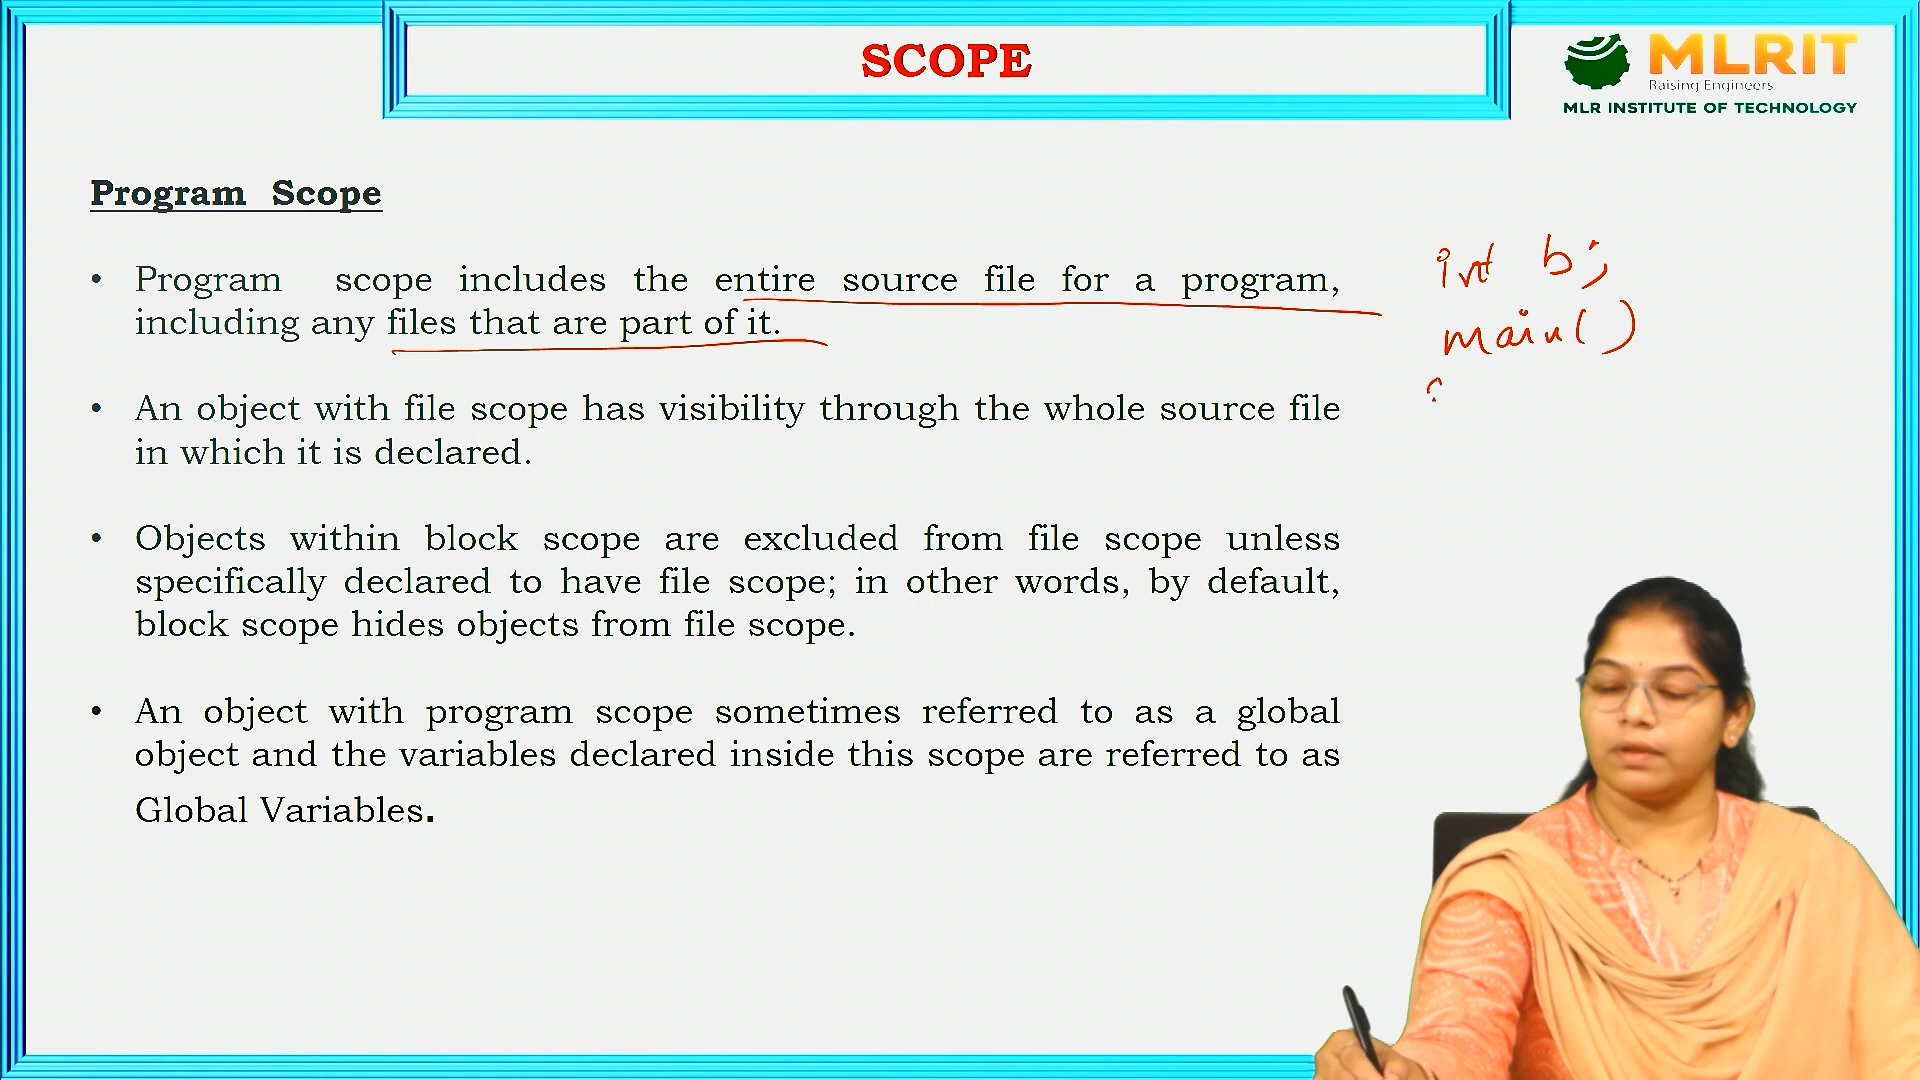 SCOPE
MLRIT
Raising Engineers
MLR INSTITUTE OF TECHNOLOGY
Program Scope
• Program scope includes the entire source file for a program,
including any files that are part of it.
• An object with file scope has visibility through the whole source file
in which it is declared.
• Objects within block scope are excluded from file scope unless
specifically declared to have file scope; in other words, by default,
block scope hides objects from file scope.
• An object with program scope sometimes referred to as a global
object and the variables declared inside this scope are referred to as
Global Variables.
int b;
main()